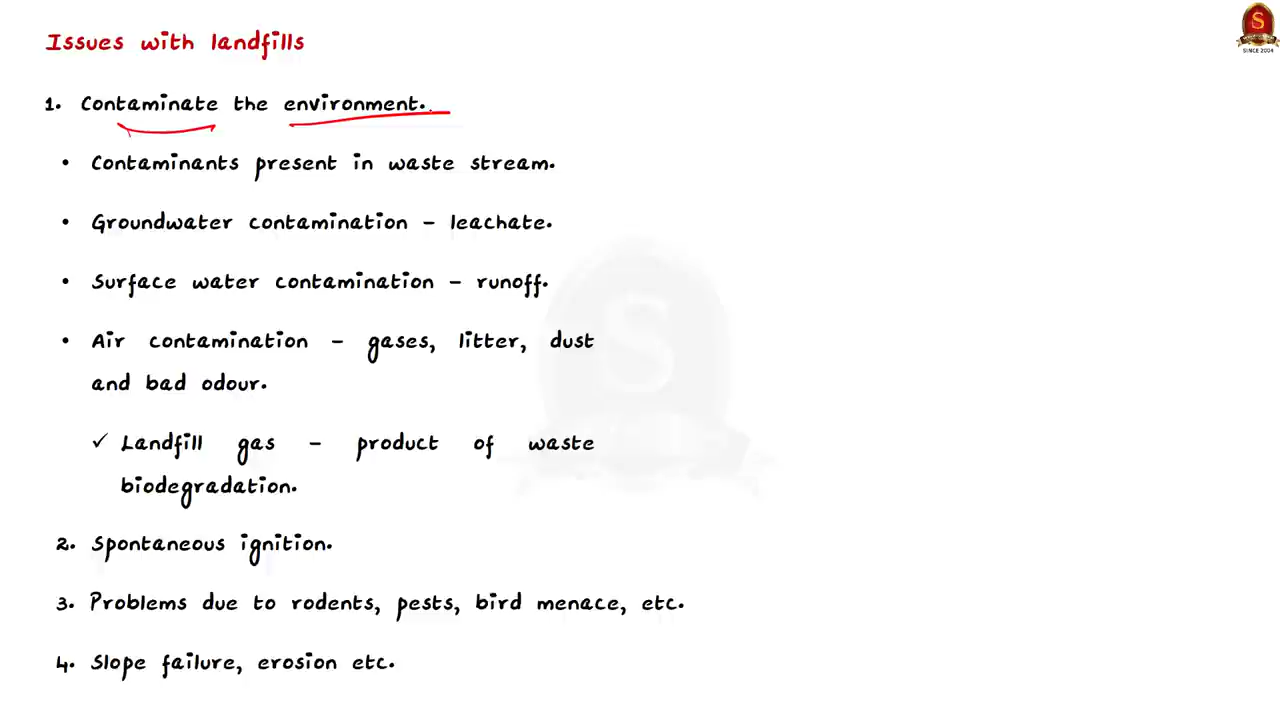 Issues with landfills
1. Contaminate the environment.
• Contaminants present in waste stream.
• Groundwater contamination – leachate.
• Surface water contamination – runoff.
• Air contamination – gases, litter, dust
and bad odour.
✓ Landfill gas – product of waste
biodegradation.
2. Spontaneous ignition.
3. Problems due to rodents, pests, bird menace, etc.
4. Slope failure, erosion etc.
S
SINCE 2004
S